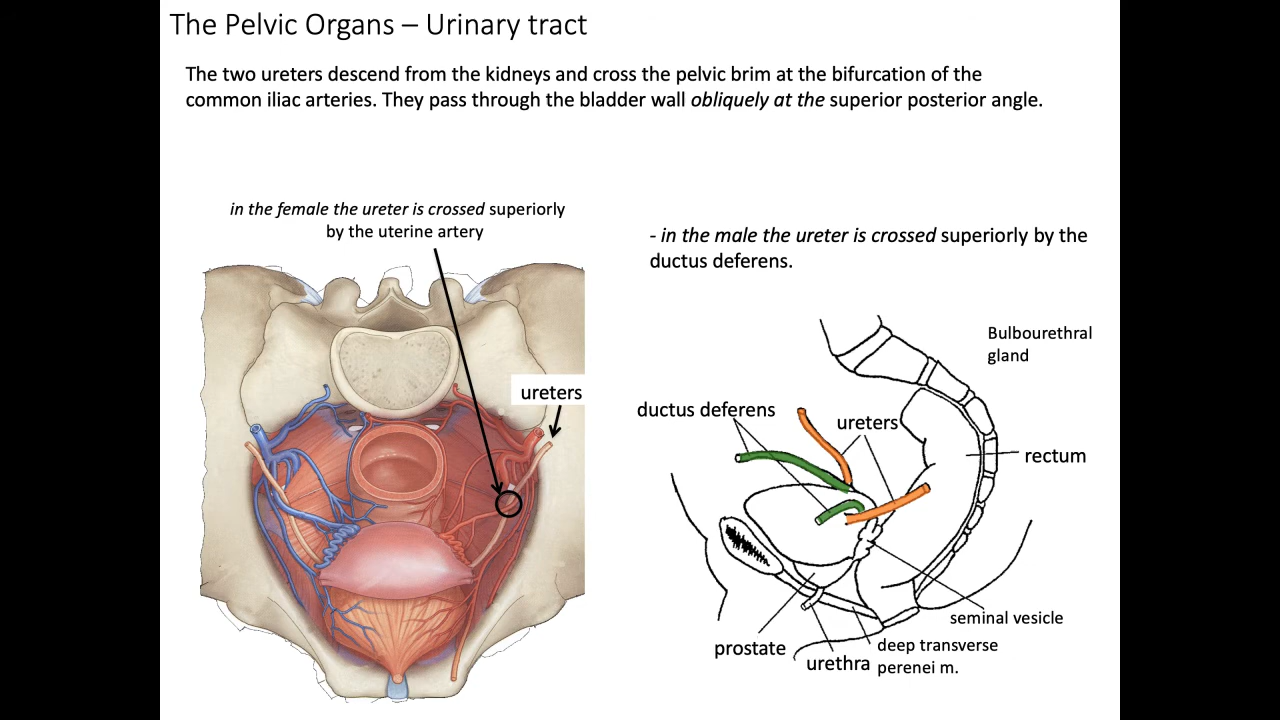 The Pelvic Organs – Urinary tract
The two ureters descend from the kidneys and cross the pelvic brim at the bifurcation of the
common iliac arteries. They pass through the bladder wall obliquely at the superior posterior angle.
in the female the ureter is crossed superiorly
by the uterine artery
- in the male the ureter is crossed superiorly by the
ductus deferens.
ureters
Bulbourethral
gland
ductus deferens
ureters
rectum
seminal vesicle
prostate
urethra
deep transverse
perenei m.